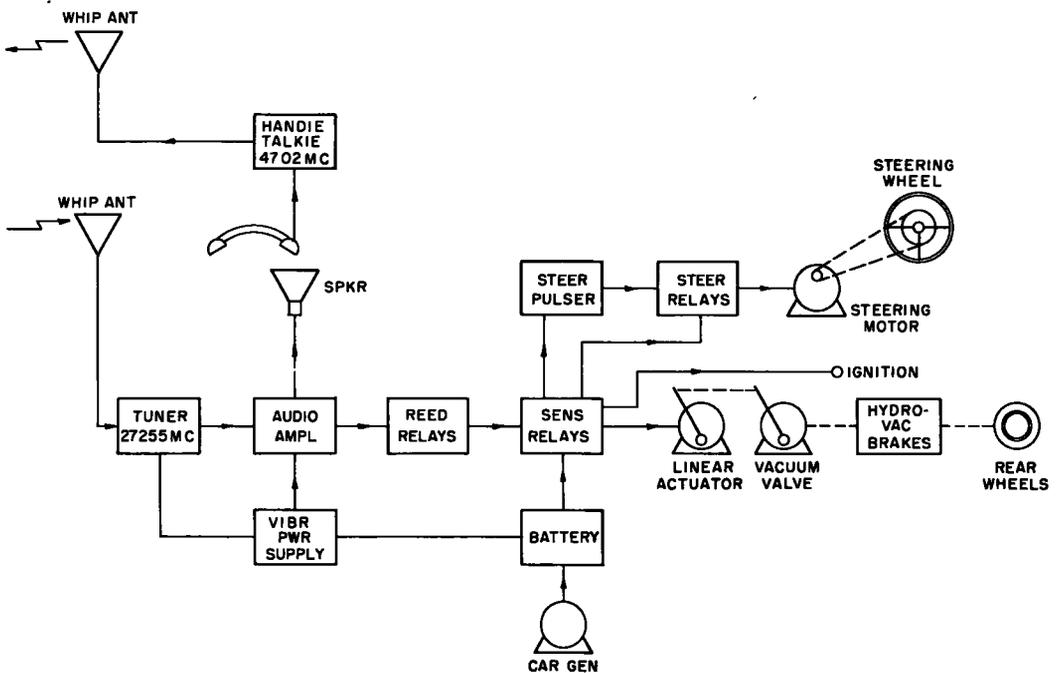 WHIP ANT
HANDIE
TALKIE
4702MC
WHIP ANT
SPKR
STEERING
WHEEL
STEER
PULSER
STEER
RELAYS
STEERING
MOTOR
IGNITION
TUNER
27255MC
AUDIO
AMPL
REED
RELAYS
SENS
RELAYS
LINEAR
ACTUATOR
VACUUM
VALVE
HYDRO-
VAC
BRAKES
REAR
WHEELS
VIBR
PWR
SUPPLY
BATTERY
CAR GEN